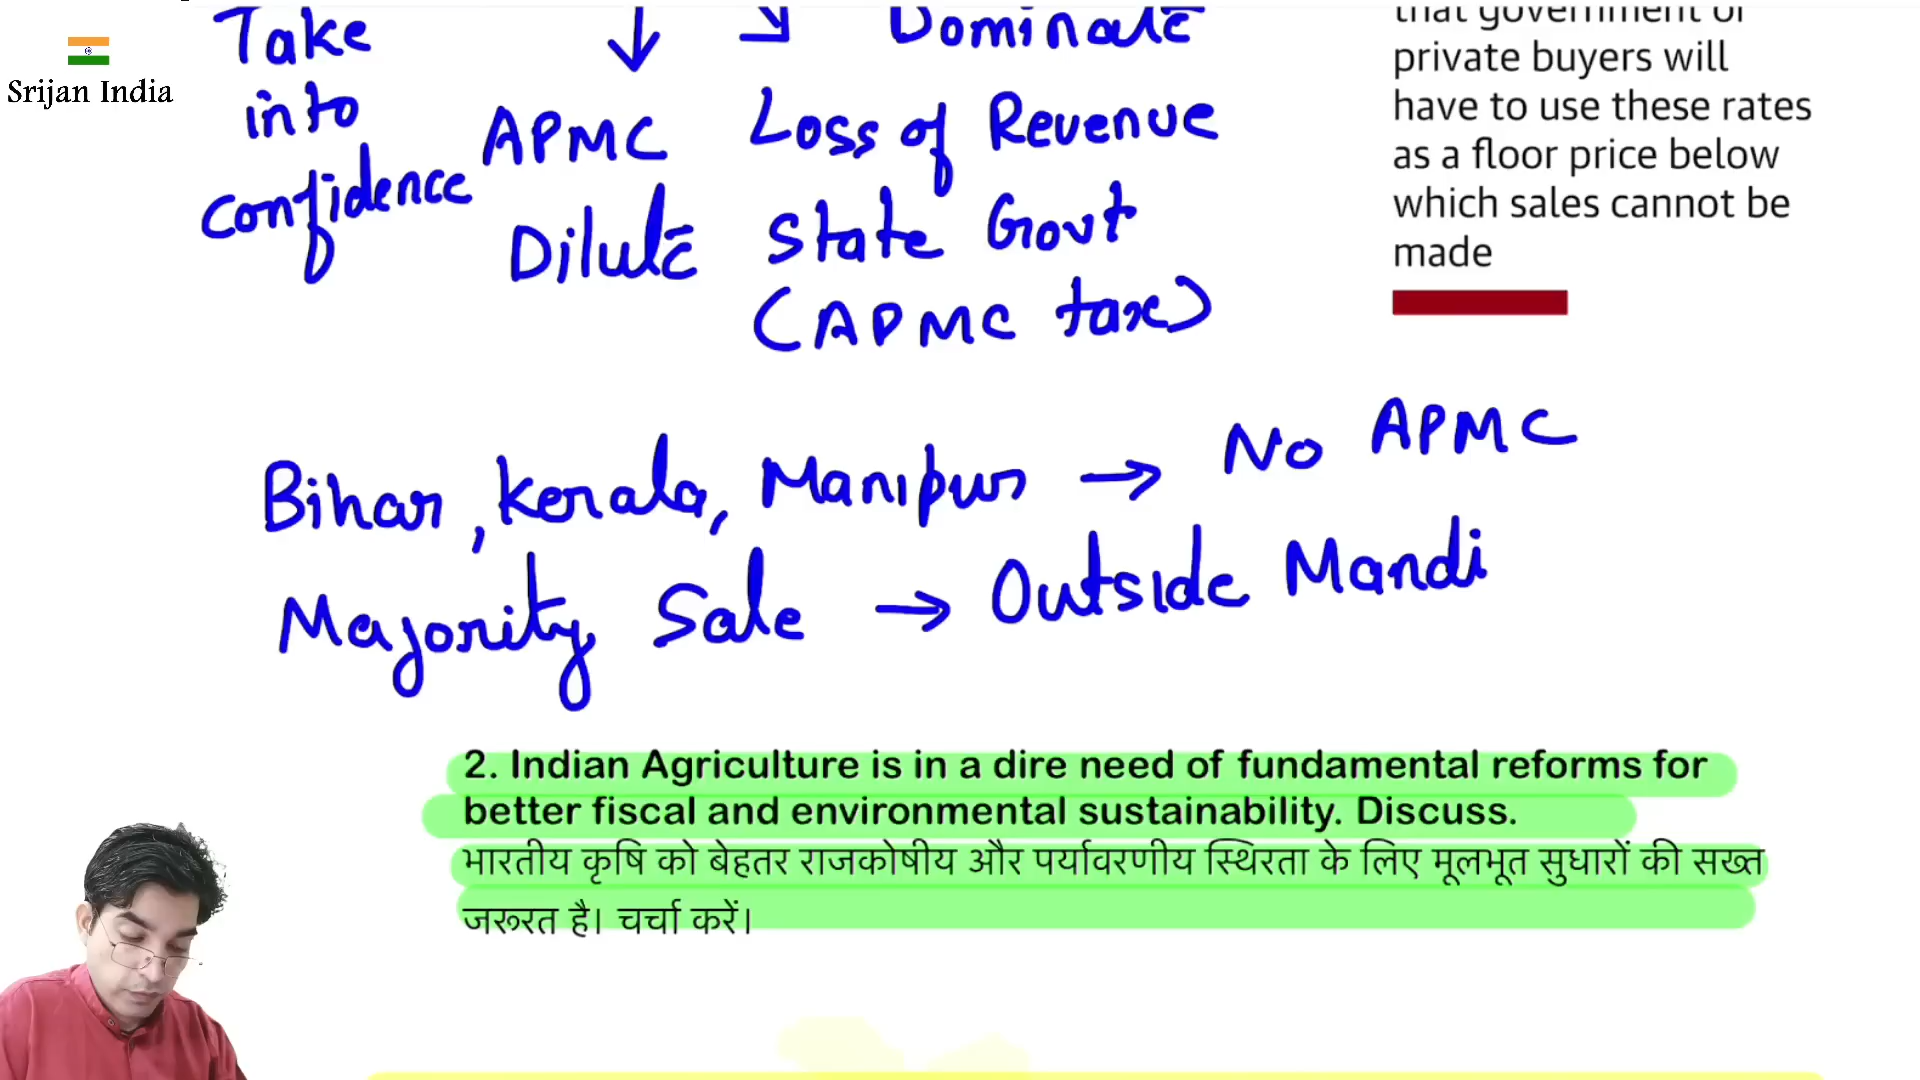 Srijan India
Take
into
confidence
APMC
Dilute
Dominate
Loss of Revenue
State Govt
(APMC tax)
that government or
private buyers will
have to use these rates
as a floor price below
which sales cannot be
made
Bihar, Kerala, Manipur → No APMC
Majority Sale → Outside Mandi
2. Indian Agriculture is in a dire need of fundamental reforms for
better fiscal and environmental sustainability. Discuss.
भारतीय कृषि को बेहतर राजकोषीय और पर्यावरणीय स्थिरता के लिए मूलभूत सुधारों की सख्त
जरूरत है। चर्चा करें।